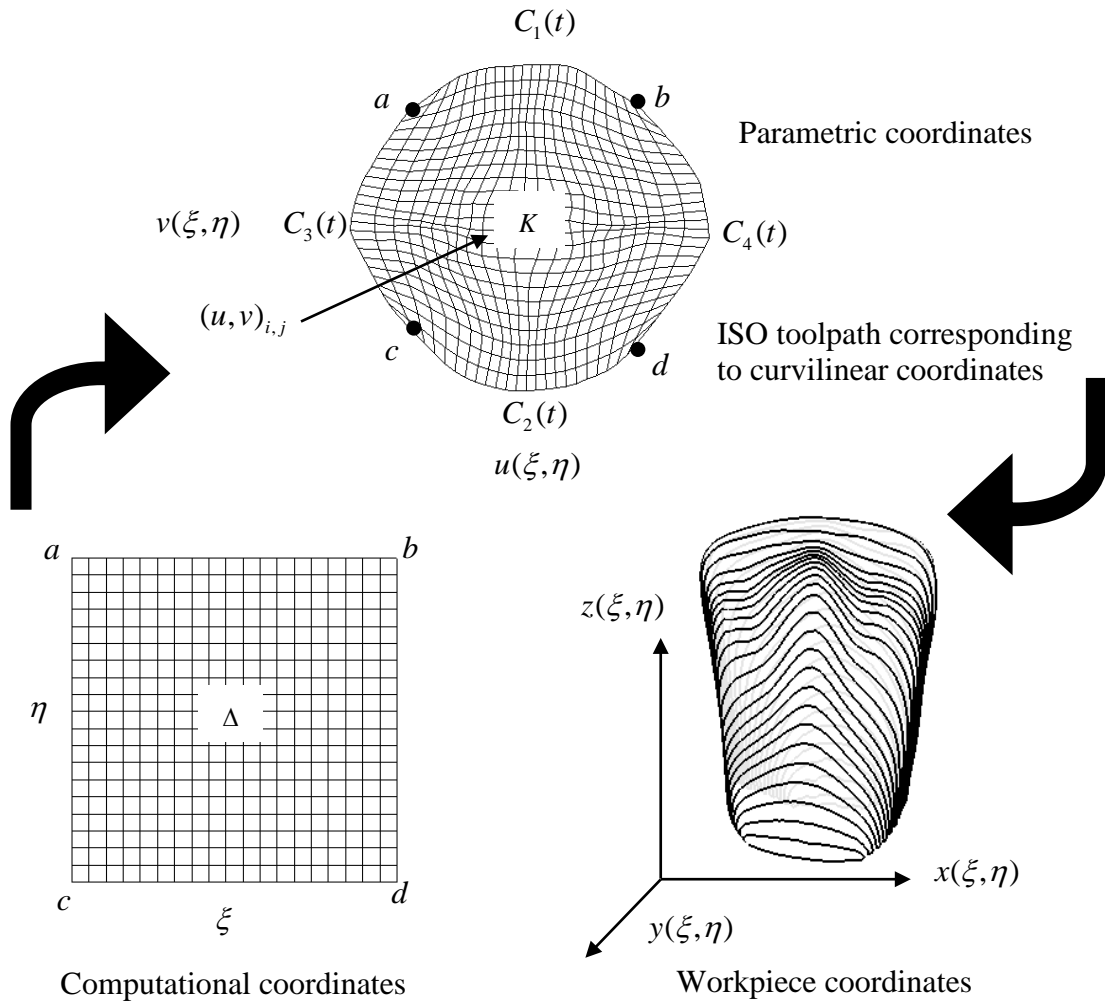 C₁(t)
a
b
Parametric coordinates
v(ξ,η)
C₃(t)
K
C₄(t)
(u,v)ᵢ,ⱼ
c
d
ISO toolpath corresponding
to curvilinear coordinates
C₂(t)
u(ξ,η)
a
b
z(ξ,η)
η
Δ
c
d
ξ
x(ξ,η)
y(ξ,η)
Computational coordinates
Workpiece coordinates